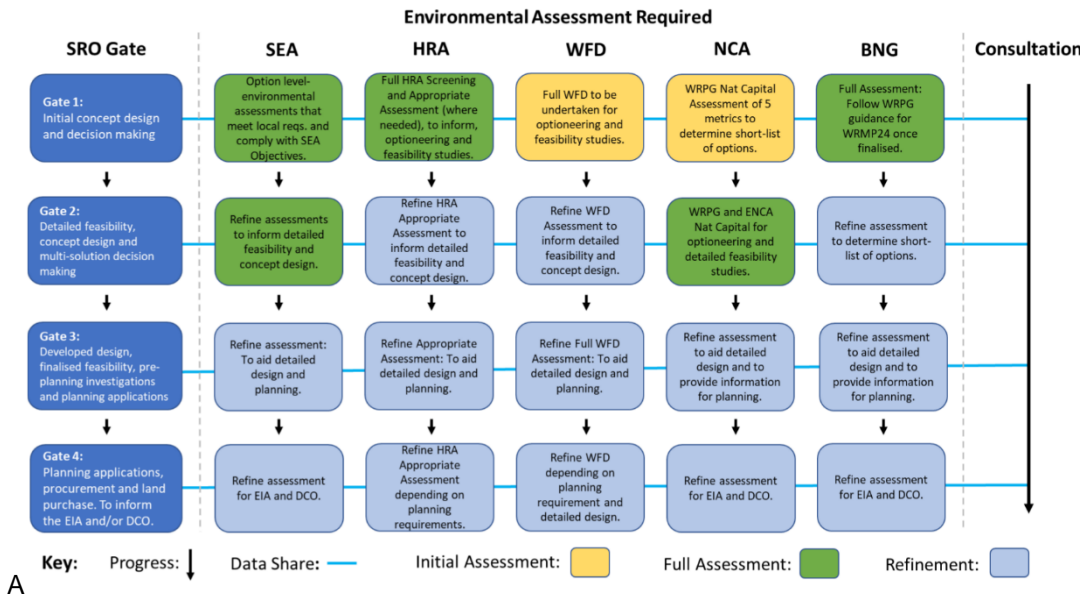 Environmental Assessment Required
SRO Gate
SEA
HRA
WFD
NCA
BNG
Consultation
Gate 1:
Initial concept design
and decision making
Option level-
environmental
assessments that
meet local reqs. and
comply with SEA
Objectives.
Full HRA Screening
and Appropriate
Assessment (where
needed), to inform,
optioneering and
feasibility studies.
Full WFD to be
undertaken for
optioneering and
feasibility studies.
WRPG Nat Capital
Assessment of 5
metrics to
determine short-list
of options.
Full Assessment:
Follow WRPG
guidance for
WRMP24 once
finalised.
Gate 2:
Detailed feasibility,
concept design and
multi-solution decision
making
Refine assessments
to inform detailed
feasibility and
concept design.
Refine HRA
Appropriate
Assessment to
inform detailed
feasibility and
concept design.
Refine WFD
Assessment to
inform detailed
feasibility and
concept design.
WRPG and ENCA
Nat Capital for
optioneering and
detailed feasibility
studies.
Refine assessment
to determine short-
list of options.
Gate 3:
Developed design,
finalised feasibility, pre-
planning investigations
and planning applications
Refine assessment:
To aid detailed
design and
planning.
Refine Appropriate
Assessment: To aid
detailed design and
planning.
Refine Full WFD
Assessment: To aid
detailed design and
planning.
Refine assessment
to aid detailed
design and to
provide information
for planning.
Refine assessment
to aid detailed
design and to
provide information
for planning.
Gate 4:
Planning applications,
procurement and land
purchase. To inform
the EIA and/or DCO.
Refine assessment
for EIA and DCO.
Refine HRA
Appropriate
Assessment
depending on
planning
requirements.
Refine WFD
depending on
planning
requirement and
detailed design.
Refine assessment
for EIA and DCO.
Refine assessment
for EIA and DCO.
Key:
Progress:
Data Share:
Initial Assessment:
Full Assessment:
Refinement:
A